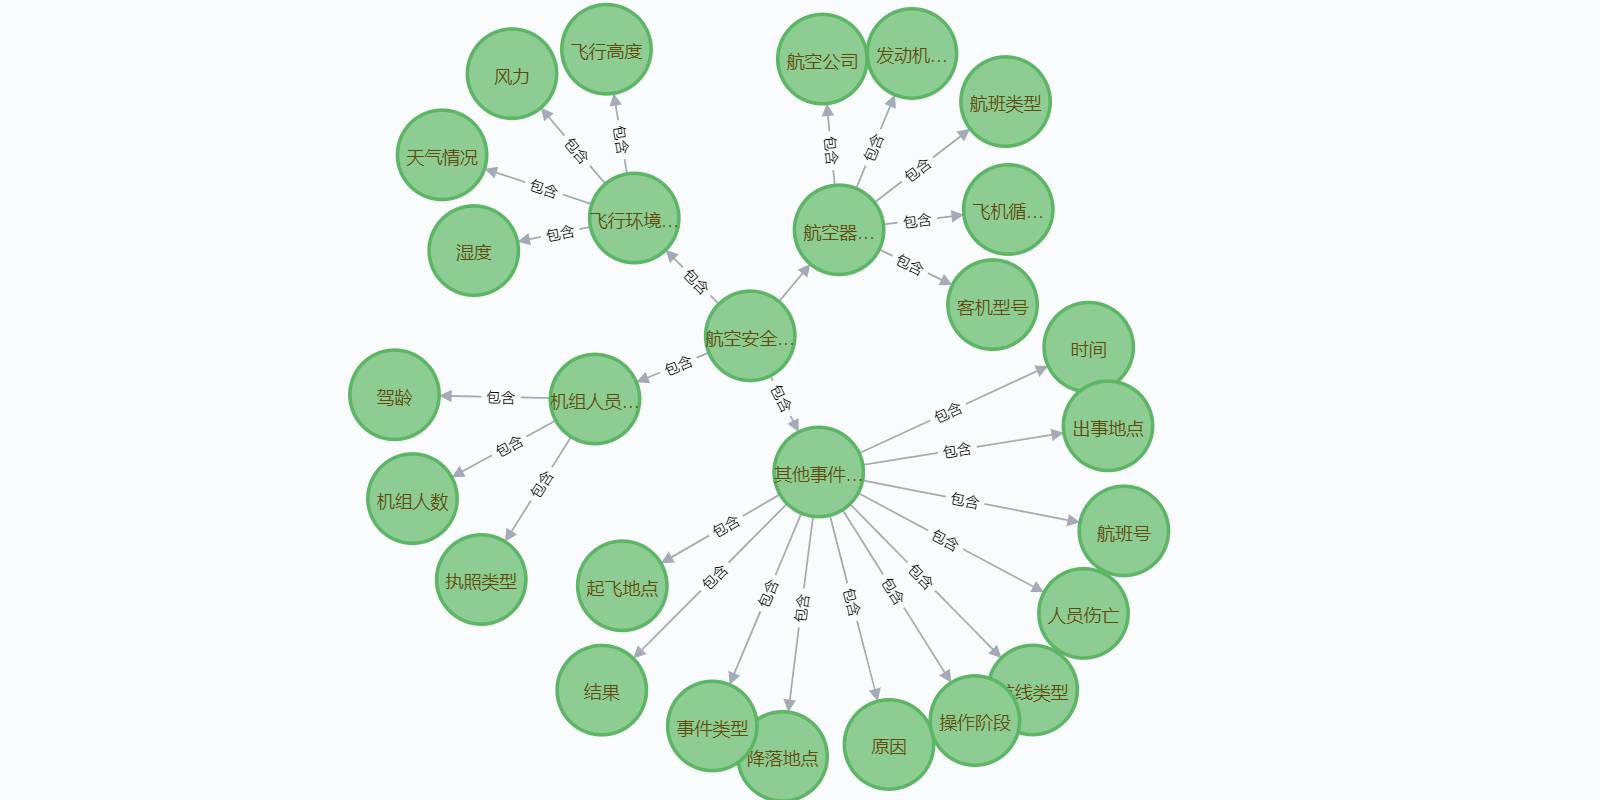 飞行高度
风力
天气情况
湿度
飞行环境…
包含
包含
包含
包含
航空公司
发动机…
航班类型
飞机循…
客机型号
航空器…
包含
包含
包含
包含
包含
航空安全…
包含
包含
包含
机组人员…
驾龄
机组人数
执照类型
包含
包含
包含
其他事件…
时间
出事地点
航班号
人员伤亡
线类型
操作阶段
原因
降落地点
事件类型
结果
起飞地点
包含
包含
包含
包含
包含
包含
包含
包含
包含
包含
包含